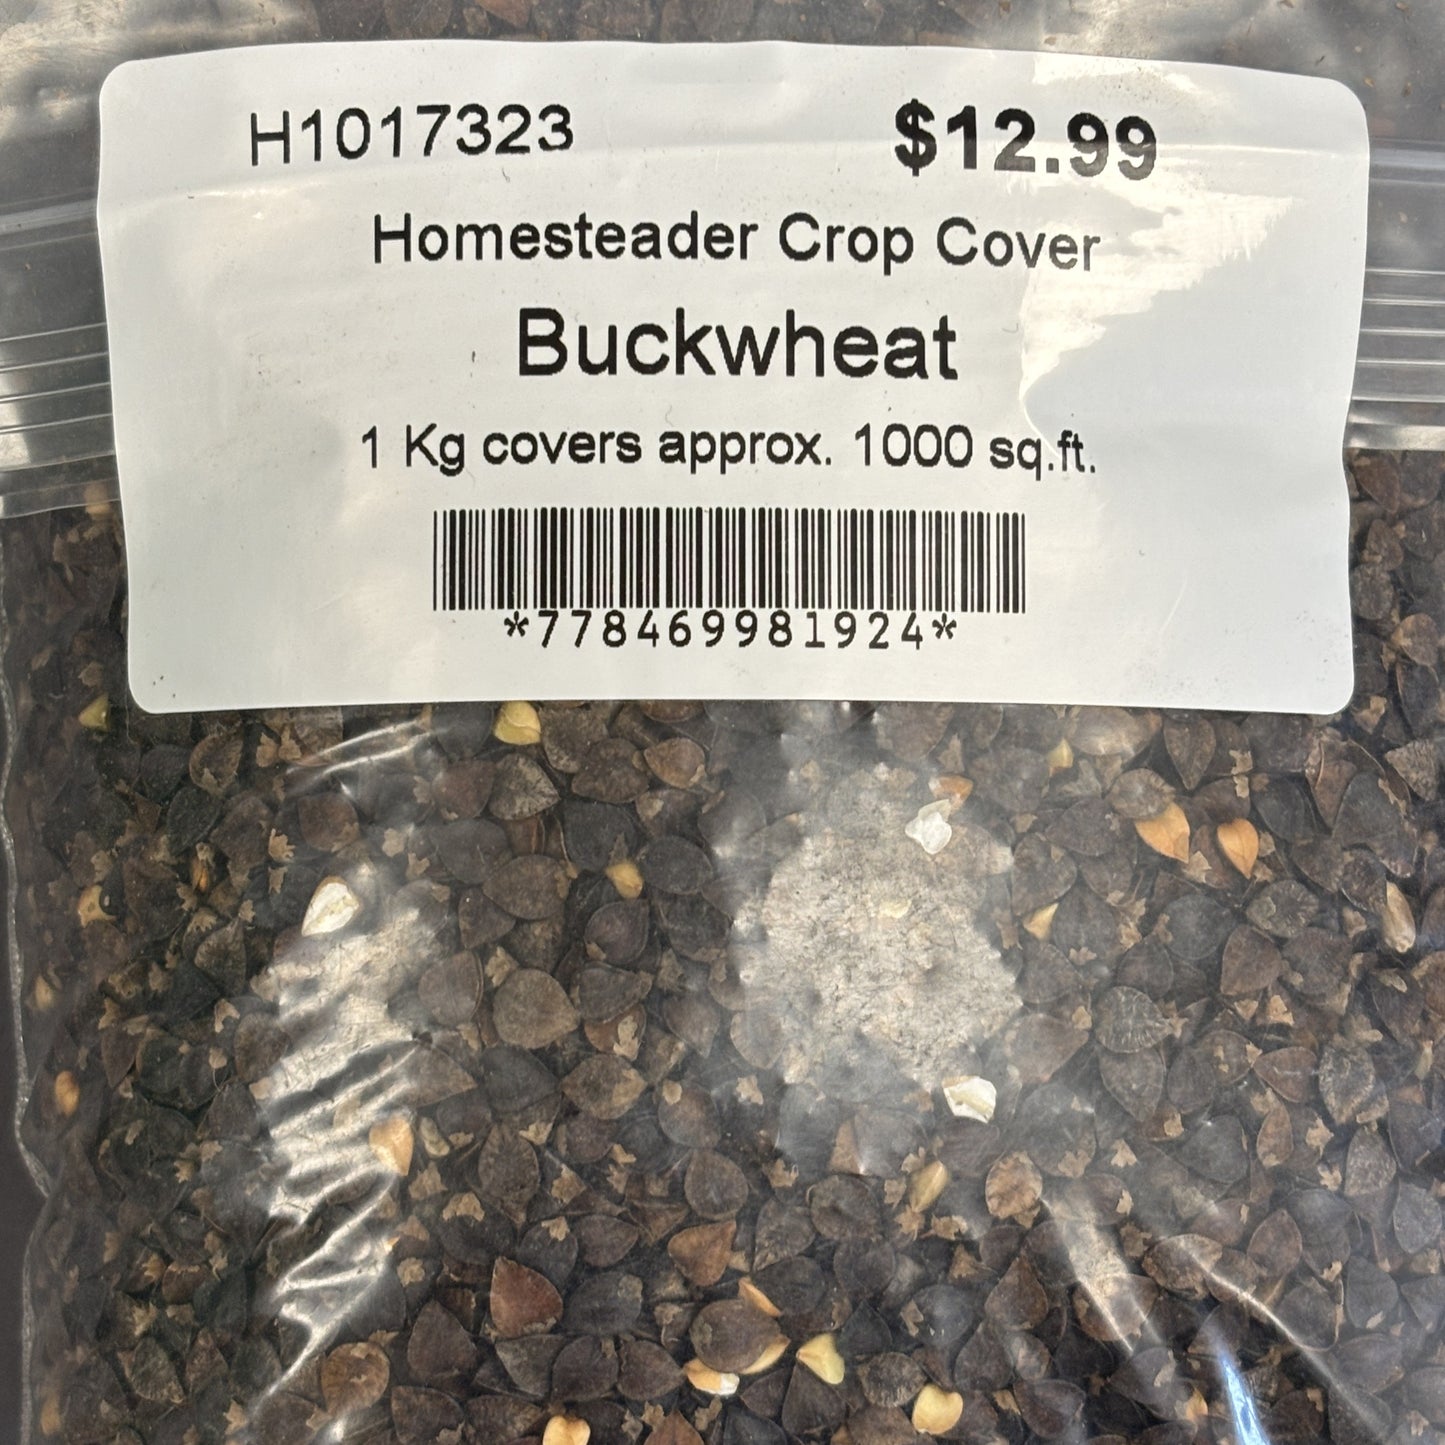 H1017323 $12.99
Homesteader Crop Cover
Buckwheat
1 Kg covers approx. 1000 sq.ft.
*778469981924*